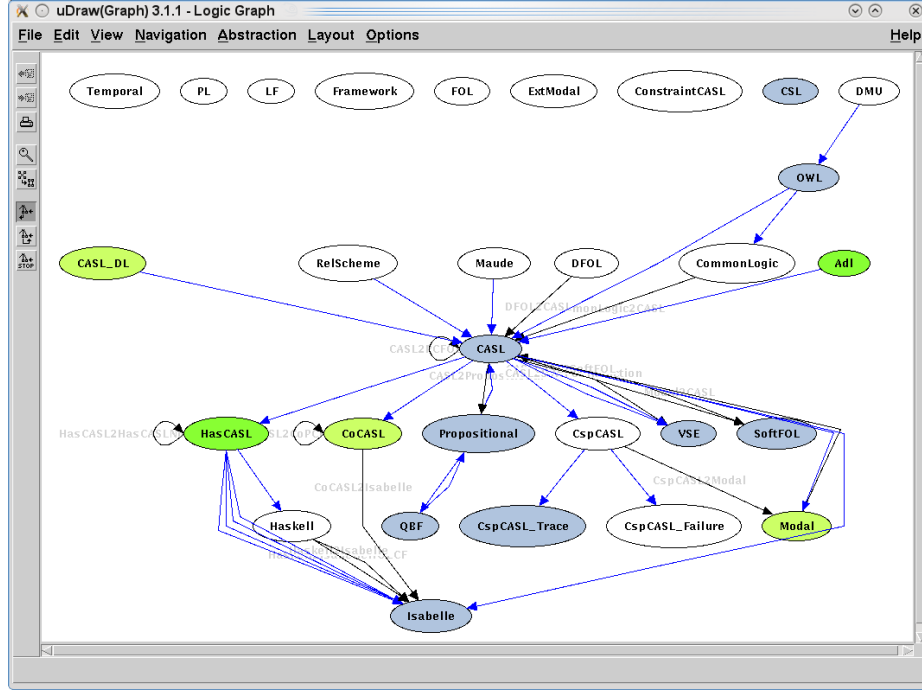 uDraw(Graph) 3.1.1 - Logic Graph
File Edit View Navigation Abstraction Layout Options Help
Temporal PL LF Framework FOL ExtModal ConstraintCASL CSL DMU
OWL
CASL_DL RelScheme Maude DFOL CommonLogic Adl
CASL
HasCASL CoCASL Propositional CspCASL VSE SoftFOL
CspCASL2Modal
CoCASL2Isabelle
Haskell QBF CspCASL_Trace CspCASL_Failure Modal
Isabelle
STOP